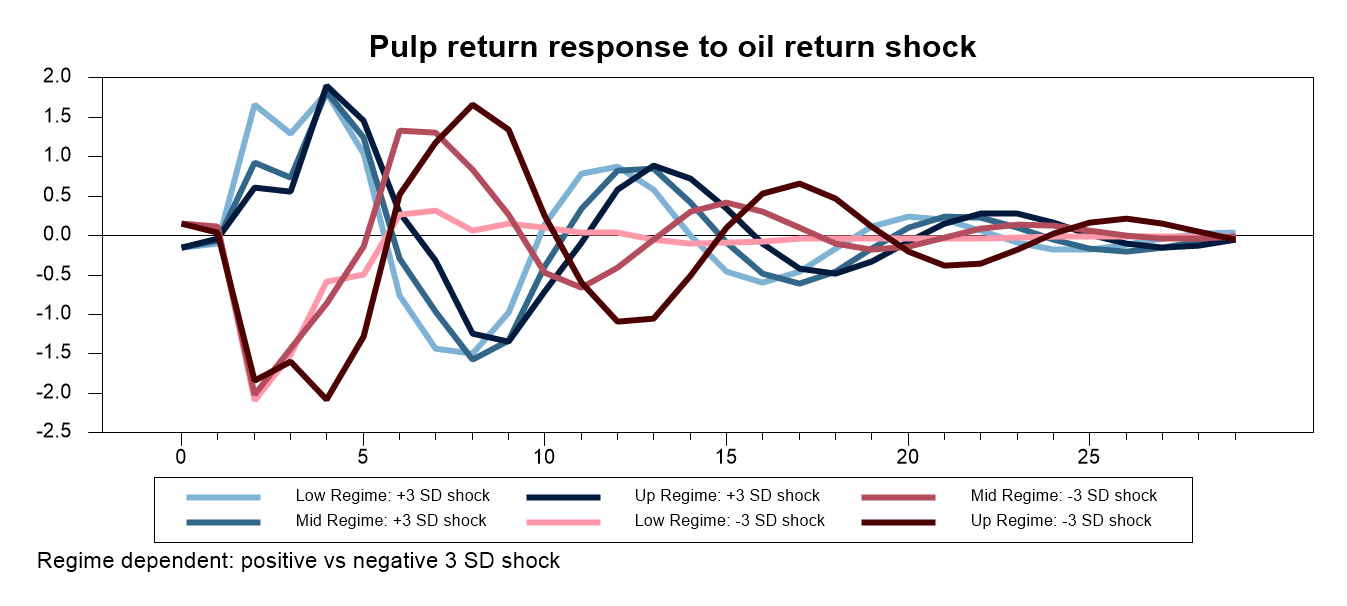 Pulp return response to oil return shock
2.0
1.5
1.0
0.5
0.0
-0.5
-1.0
-1.5
-2.0
-2.5
0 5 10 15 20 25
Low Regime: +3 SD shock Up Regime: +3 SD shock Mid Regime: -3 SD shock
Mid Regime: +3 SD shock Low Regime: -3 SD shock Up Regime: -3 SD shock
Regime dependent: positive vs negative 3 SD shock